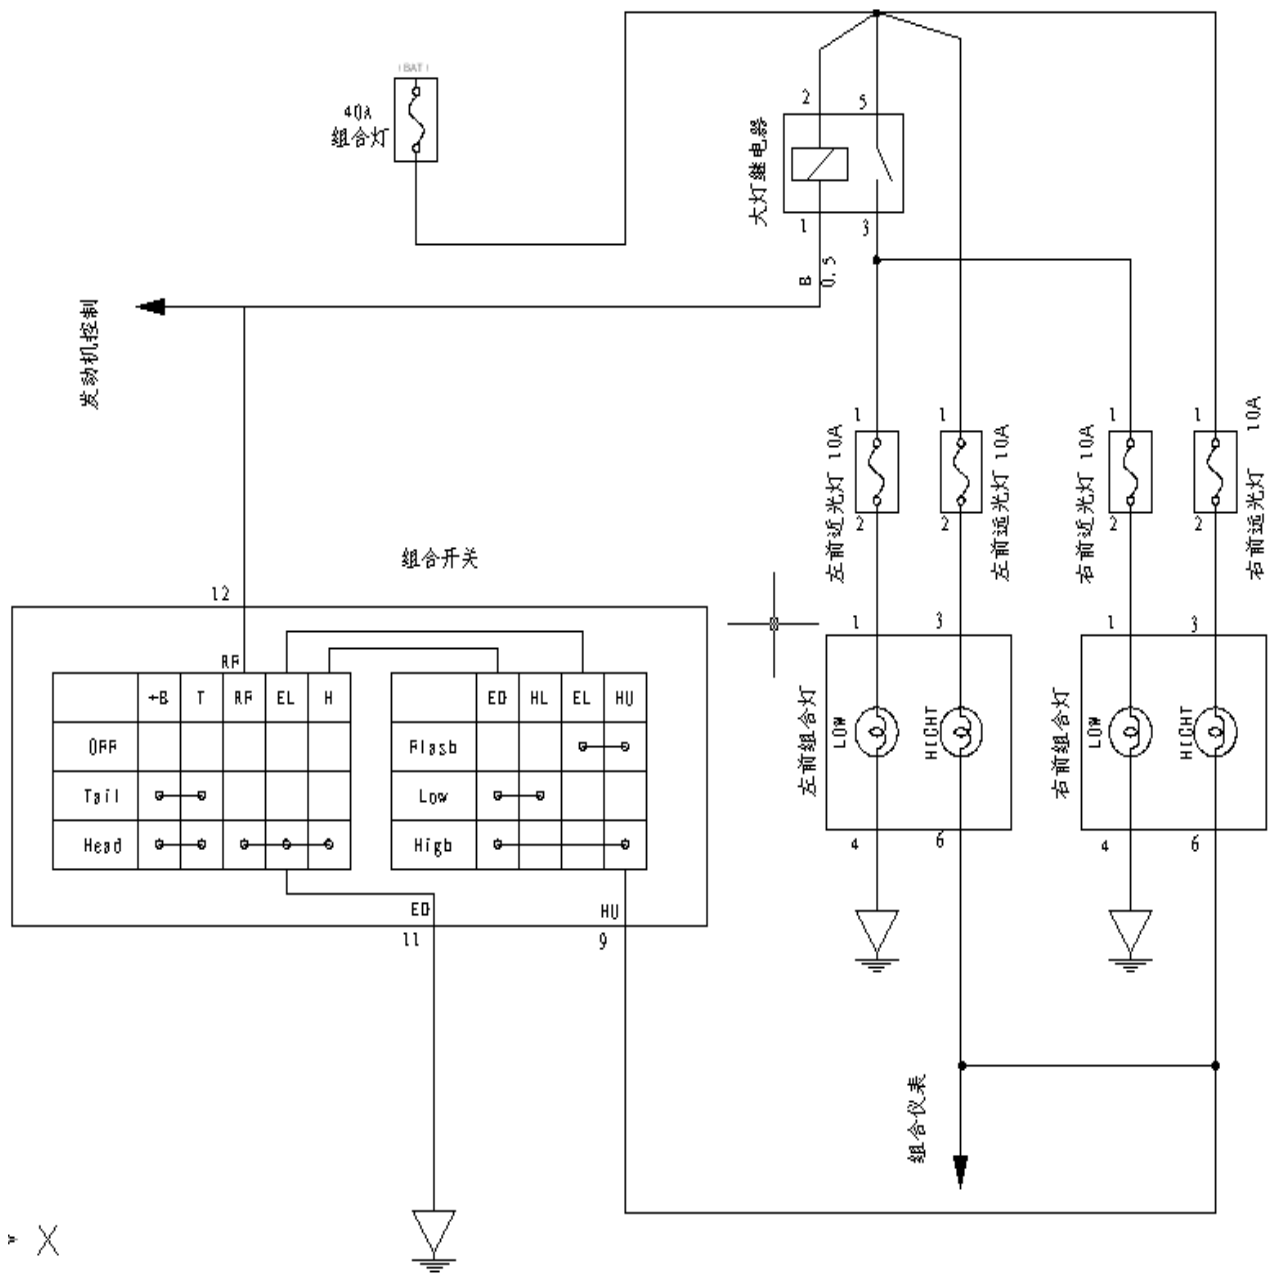 (BAT)
40A
组合灯
2
5
大灯继电器
1
3
B
0.5
发动机控制
1
1
1
1
左前近光灯 10A
左前远光灯 10A
右前近光灯 10A
右前远光灯 10A
2
2
2
2
组合开关
12
1
3
1
3
RF
+B T RF EL H
ED HL EL HU
OFF
Flash
Tail
Low
Head
High
左前组合灯
LOW
HIGHT
右前组合灯
LOW
HIGHT
4
6
4
6
ED
HU
11
9
组合仪表
X